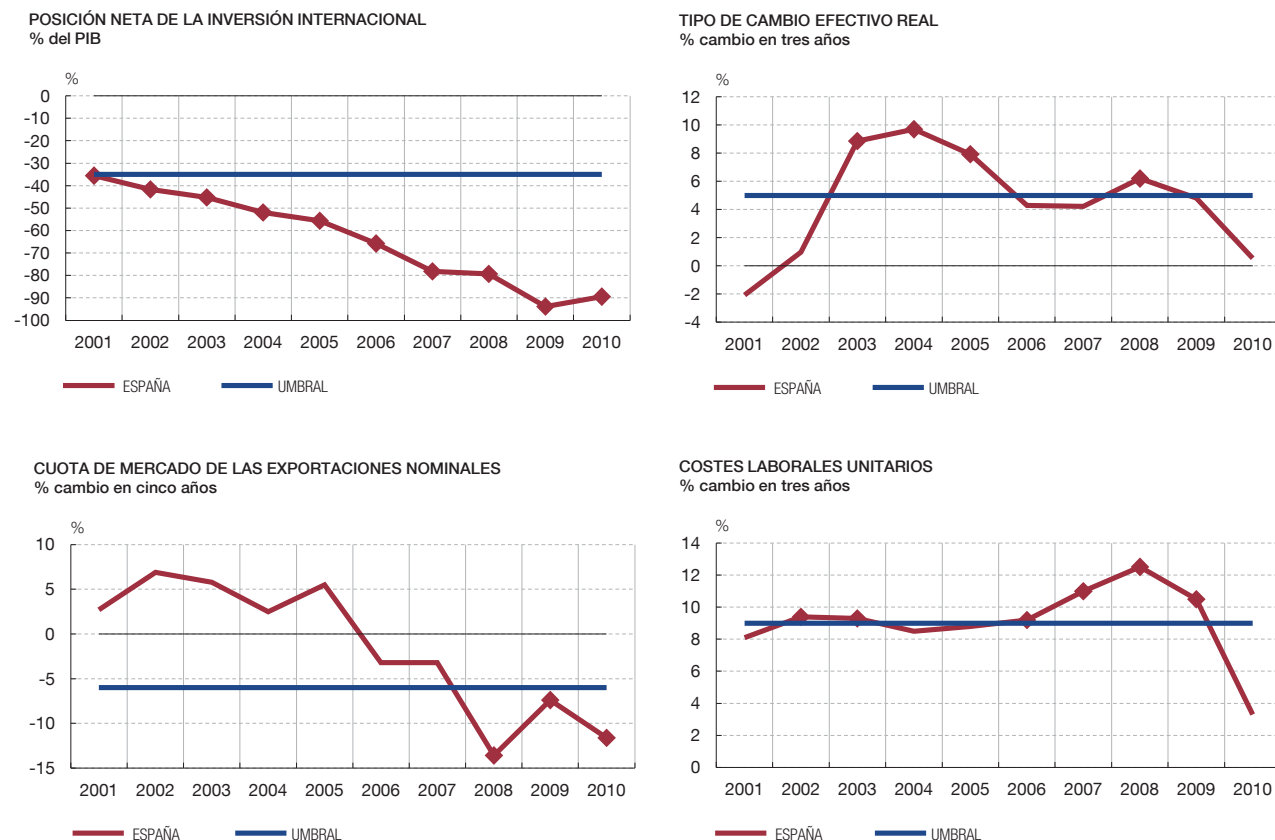 POSICIÓN NETA DE LA INVERSIÓN INTERNACIONAL
% del PIB
%
0
-10
-20
-30
-40
-50
-60
-70
-80
-90
-100
2001 2002 2003 2004 2005 2006 2007 2008 2009 2010
ESPAÑA UMBRAL
TIPO DE CAMBIO EFECTIVO REAL
% cambio en tres años
%
12
10
8
6
4
2
0
-2
-4
2001 2002 2003 2004 2005 2006 2007 2008 2009 2010
ESPAÑA UMBRAL
CUOTA DE MERCADO DE LAS EXPORTACIONES NOMINALES
% cambio en cinco años
%
10
5
0
-5
-10
-15
2001 2002 2003 2004 2005 2006 2007 2008 2009 2010
ESPAÑA UMBRAL
COSTES LABORALES UNITARIOS
% cambio en tres años
%
14
12
10
8
6
4
2
0
2001 2002 2003 2004 2005 2006 2007 2008 2009 2010
ESPAÑA UMBRAL